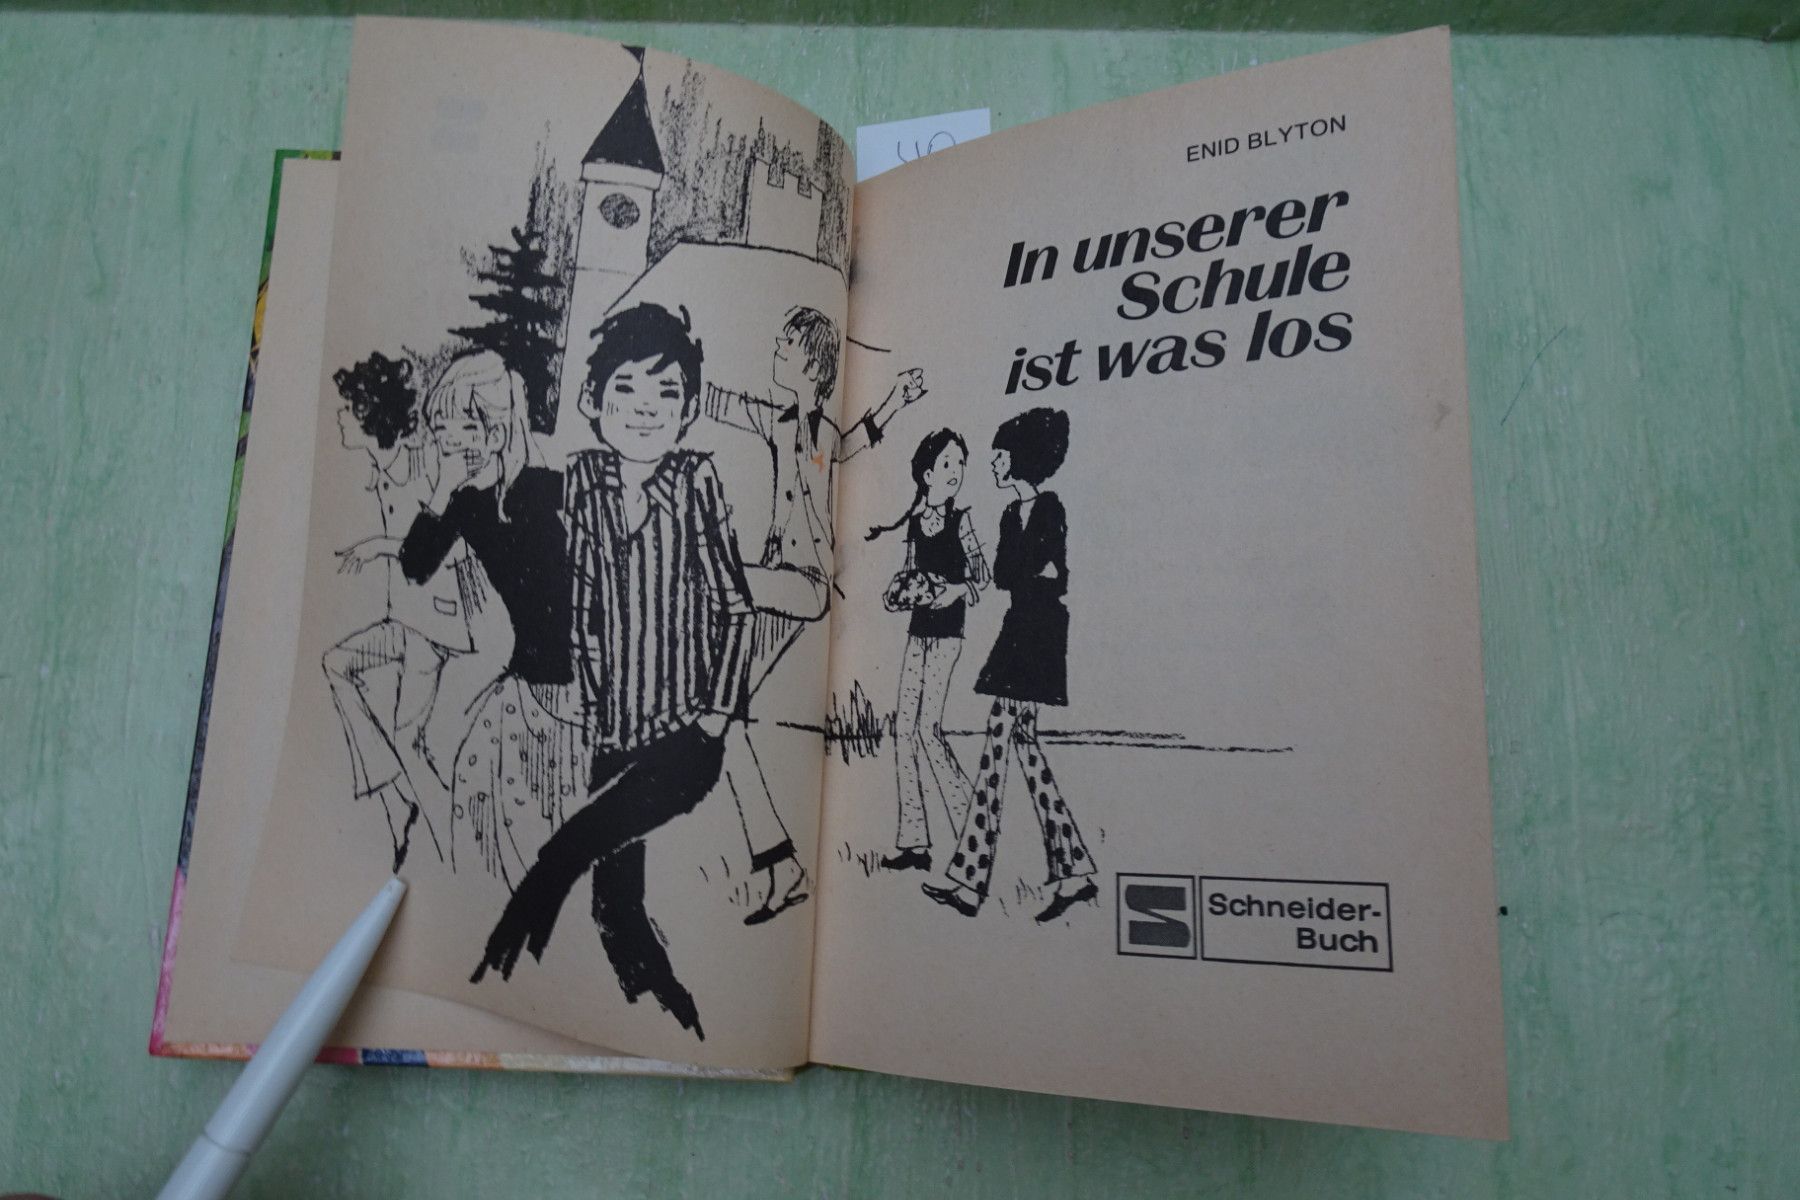 ENID BLYTON
In unserer
Schule
ist was los
Schneider-
Buch